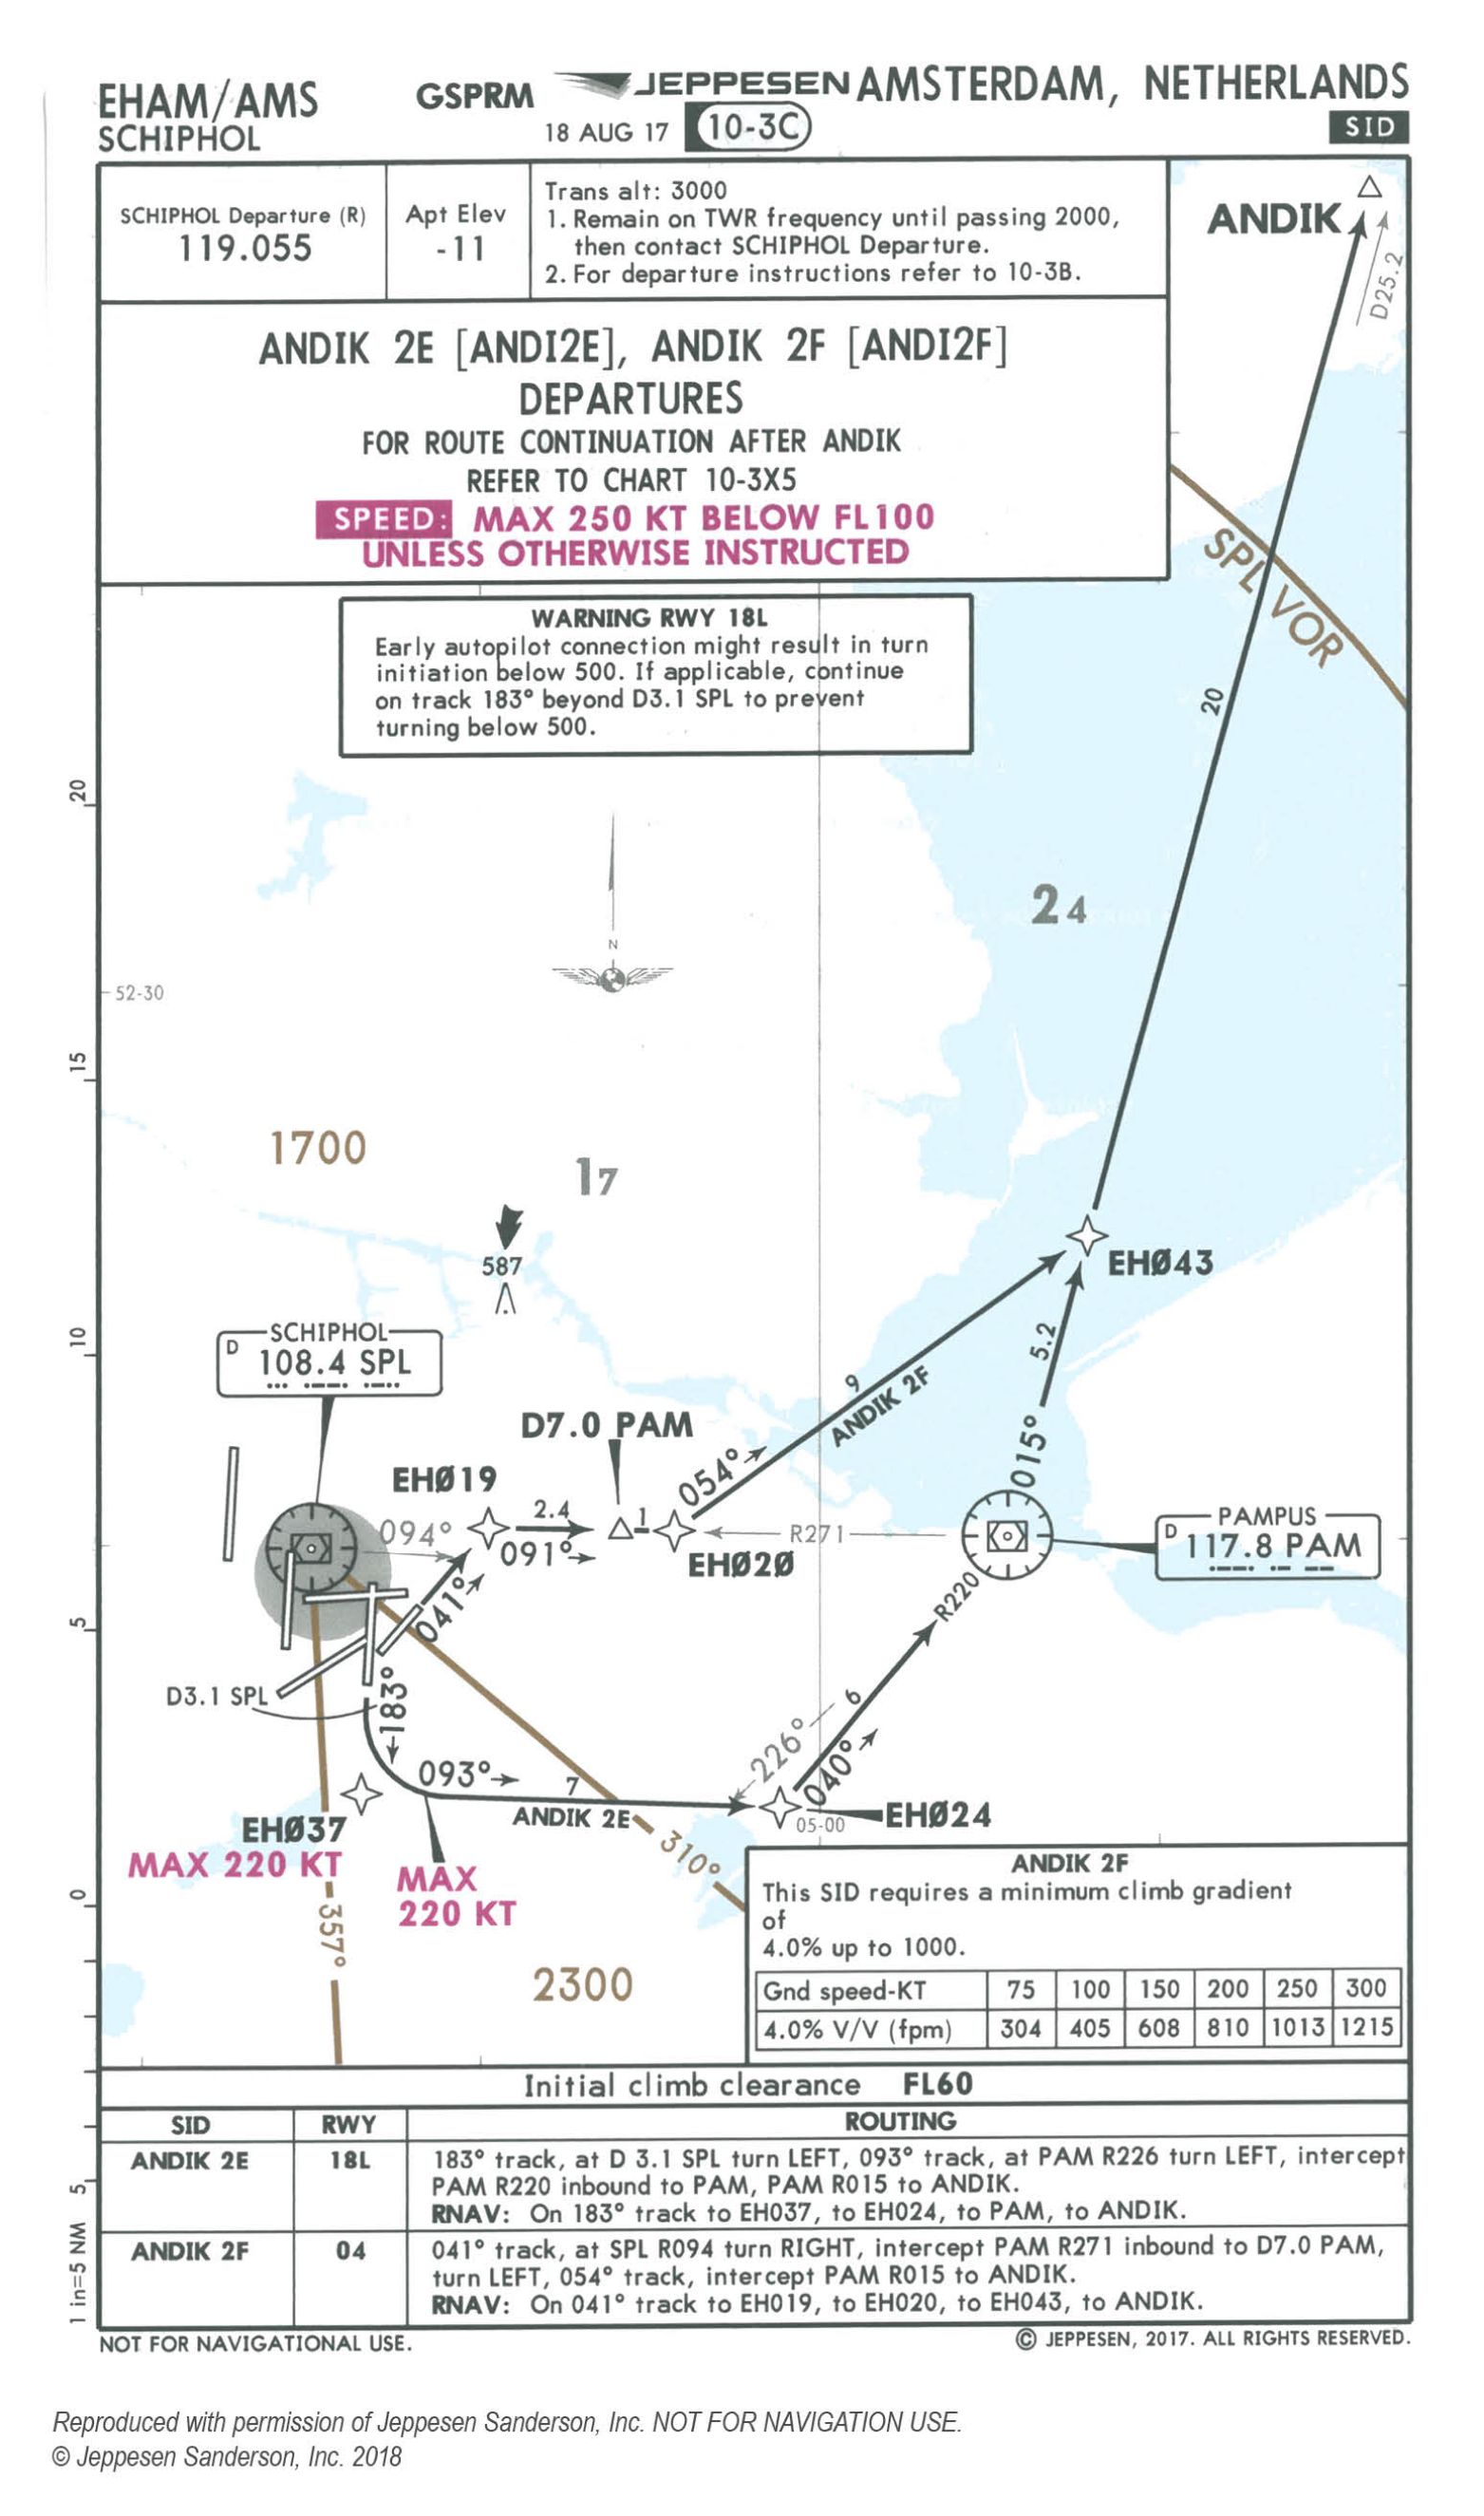 EHAM/AMS
SCHIPHOL
GSPRM
JEPPESEN
18 AUG 17
10-3C
AMSTERDAM, NETHERLANDS
SID
SCHIPHOL Departure (R)
119.055
Apt Elev
-11
Trans alt: 3000
1. Remain on TWR frequency until passing 2000,
then contact SCHIPHOL Departure.
2. For departure instructions refer to 10-3B.
ANDIK 2E [ANDI2E], ANDIK 2F [ANDI2F]
DEPARTURES
FOR ROUTE CONTINUATION AFTER ANDIK
REFER TO CHART 10-3X5
SPEED: MAX 250 KT BELOW FL100
UNLESS OTHERWISE INSTRUCTED
ANDIK
D25.2
SPL VOR
WARNING RWY 18L
Early autopilot connection might result in turn
initiation below 500. If applicable, continue
on track 183° beyond D3.1 SPL to prevent
turning below 500.
20
20
24
N
52-30
15
1700
17
587
EHØ43
10
SCHIPHOL
D 108.4 SPL
5.2
9
ANDIK 2F
D7.0 PAM
EHØ19
054°
015°
2.4
1
094°
091°
R271
EHØ20
PAMPUS
D 117.8 PAM
R220
041°
5
D3.1 SPL
183°
6
226°
040°
093°
7
ANDIK 2E
EHØ24
05-00
EHØ37
MAX 220 KT
MAX
220 KT
310°
0
357°
2300
ANDIK 2F
This SID requires a minimum climb gradient
of
4.0% up to 1000.
Gnd speed-KT 75 100 150 200 250 300
4.0% V/V (fpm) 304 405 608 810 1013 1215
Initial climb clearance FL60
SID RWY ROUTING
ANDIK 2E 18L 183° track, at D 3.1 SPL turn LEFT, 093° track, at PAM R226 turn LEFT, intercept
PAM R220 inbound to PAM, PAM R015 to ANDIK.
RNAV: On 183° track to EH037, to EH024, to PAM, to ANDIK.
ANDIK 2F 04 041° track, at SPL R094 turn RIGHT, intercept PAM R271 inbound to D7.0 PAM,
turn LEFT, 054° track, intercept PAM R015 to ANDIK.
RNAV: On 041° track to EH019, to EH020, to EH043, to ANDIK.
5
1 in=5 NM
NOT FOR NAVIGATIONAL USE.
© JEPPESEN, 2017. ALL RIGHTS RESERVED.
Reproduced with permission of Jeppesen Sanderson, Inc. NOT FOR NAVIGATION USE.
© Jeppesen Sanderson, Inc. 2018